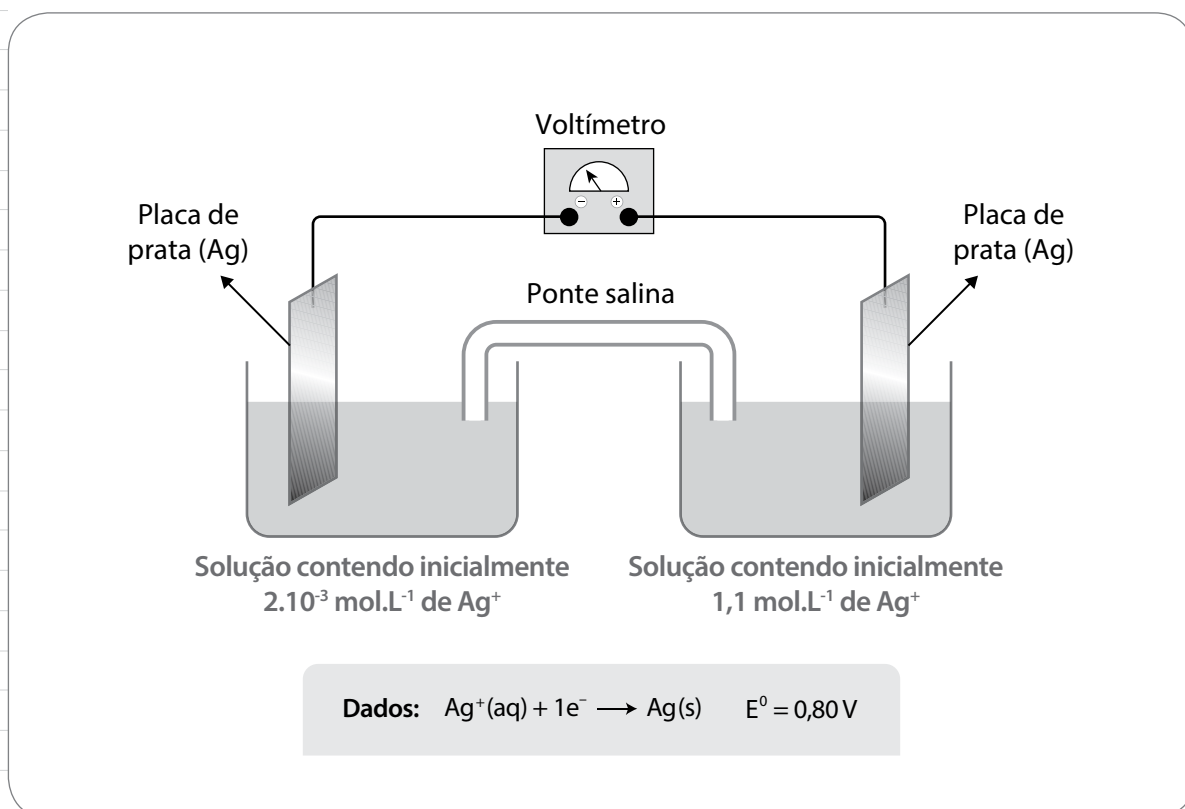 Voltímetro
− +
Placa de
prata (Ag)
Placa de
prata (Ag)
Ponte salina
Solução contendo inicialmente
2.10⁻³ mol.L⁻¹ de Ag⁺
Solução contendo inicialmente
1,1 mol.L⁻¹ de Ag⁺
Dados: Ag⁺(aq) + 1e⁻ ⟶ Ag(s) E⁰ = 0,80 V